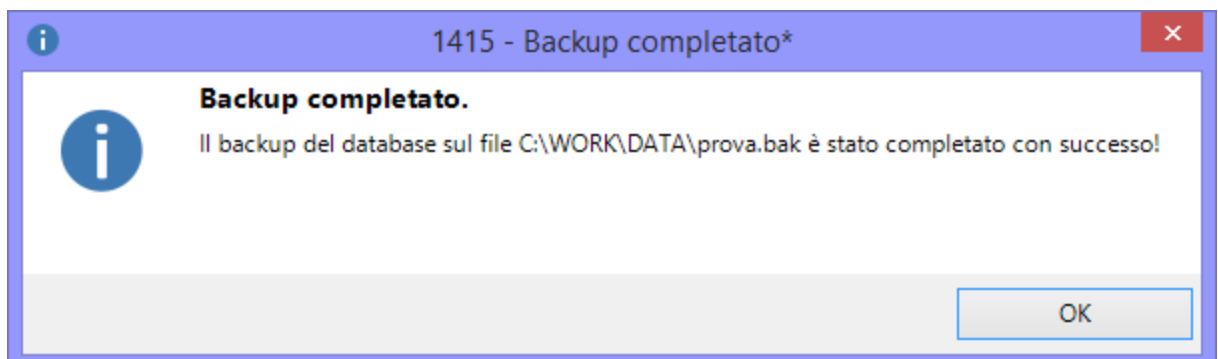 1415 - Backup completato*
Backup completato.
Il backup del database sul file C:\WORK\DATA\prova.bak è stato completato con successo!
OK